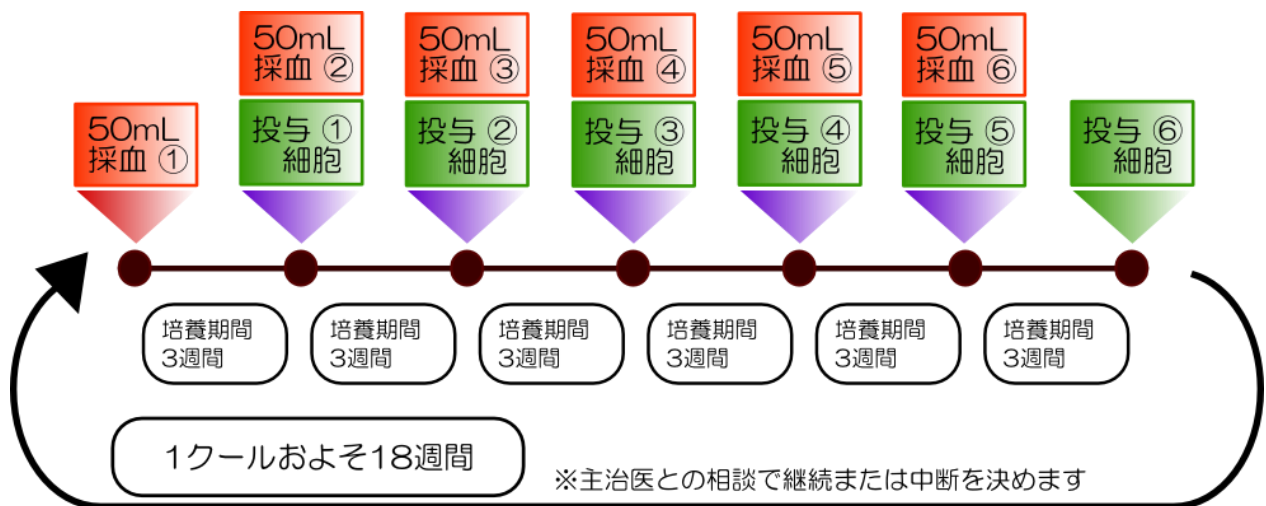 50mL
採血 ①
50mL
採血 ②
投与 ①
細胞
50mL
採血 ③
投与 ②
細胞
50mL
採血 ④
投与 ③
細胞
50mL
採血 ⑤
投与 ④
細胞
50mL
採血 ⑥
投与 ⑤
細胞
投与 ⑥
細胞
培養期間
3週間
培養期間
3週間
培養期間
3週間
培養期間
3週間
培養期間
3週間
培養期間
3週間
1クールおよそ18週間
※主治医との相談で継続または中断を決めます